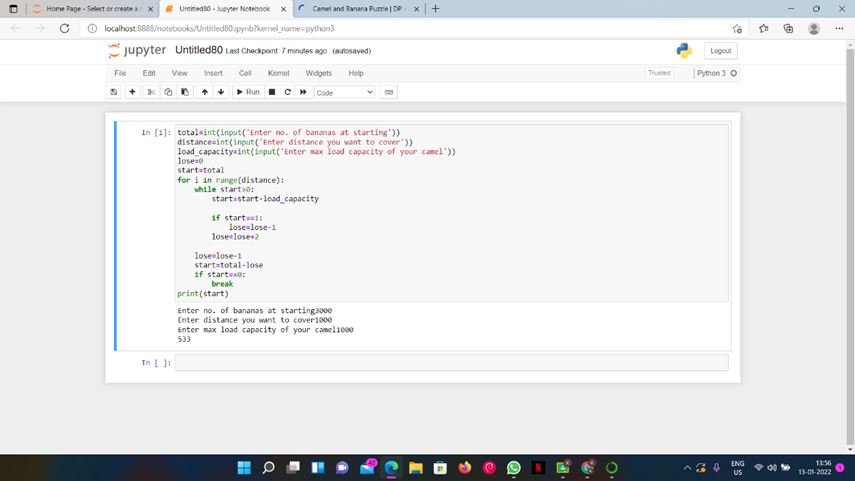 Home Page - Select or create a n
Untitled80 - Jupyter Notebook
Camel and Banana Puzzle | DP -
localhost:8888/notebooks/Untitled80.ipynb?kernel_name=python3
jupyter Untitled80 Last Checkpoint: 7 minutes ago (autosaved)
Logout
File Edit View Insert Cell Kernel Widgets Help
Trusted
Python 3
Run
Code
In [1]:
total=int(input('Enter no. of bananas at starting'))
distance=int(input('Enter distance you want to cover'))
load_capacity=int(input('Enter max load capacity of your camel'))
lose=0
start=total
for i in range(distance):
    while start>0:
        start=start-load_capacity
        if start==1:
            lose=lose-1
        lose=lose+2
    lose=lose-1
    start=total-lose
    if start==0:
        break
print(start)
Enter no. of bananas at starting3000
Enter distance you want to cover1000
Enter max load capacity of your camel1000
533
In [ ]:
ENG
US
13:56
13-01-2022